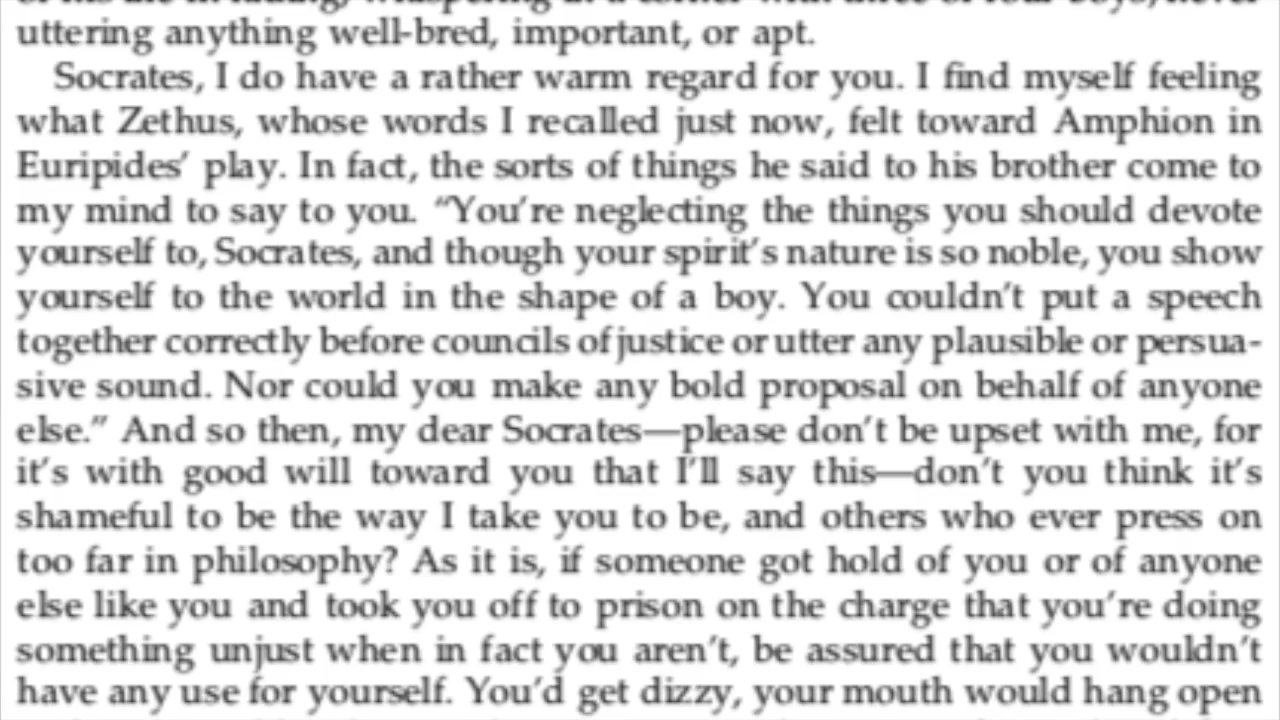 uttering anything well-bred, important, or apt.
Socrates, I do have a rather warm regard for you. I find myself feeling
what Zethus, whose words I recalled just now, felt toward Amphion in
Euripides’ play. In fact, the sorts of things he said to his brother come to
my mind to say to you. “You’re neglecting the things you should devote
yourself to, Socrates, and though your spirit’s nature is so noble, you show
yourself to the world in the shape of a boy. You couldn’t put a speech
together correctly before councils of justice or utter any plausible or persua-
sive sound. Nor could you make any bold proposal on behalf of anyone
else.” And so then, my dear Socrates—please don’t be upset with me, for
it’s with good will toward you that I’ll say this—don’t you think it’s
shameful to be the way I take you to be, and others who ever press on
too far in philosophy? As it is, if someone got hold of you or of anyone
else like you and took you off to prison on the charge that you’re doing
something unjust when in fact you aren’t, be assured that you wouldn’t
have any use for yourself. You’d get dizzy, your mouth would hang open